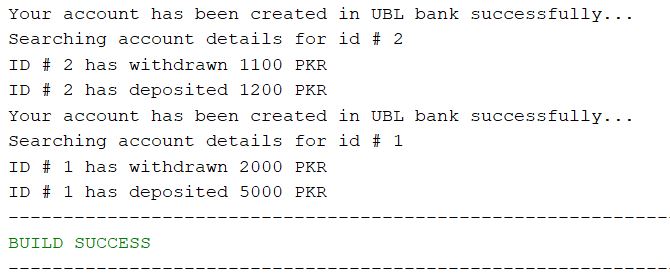 Your account has been created in UBL bank successfully...
Searching account details for id # 2
ID # 2 has withdrawn 1100 PKR
ID # 2 has deposited 1200 PKR
Your account has been created in UBL bank successfully...
Searching account details for id # 1
ID # 1 has withdrawn 2000 PKR
ID # 1 has deposited 5000 PKR
------------------------------------------------------------
BUILD SUCCESS
------------------------------------------------------------